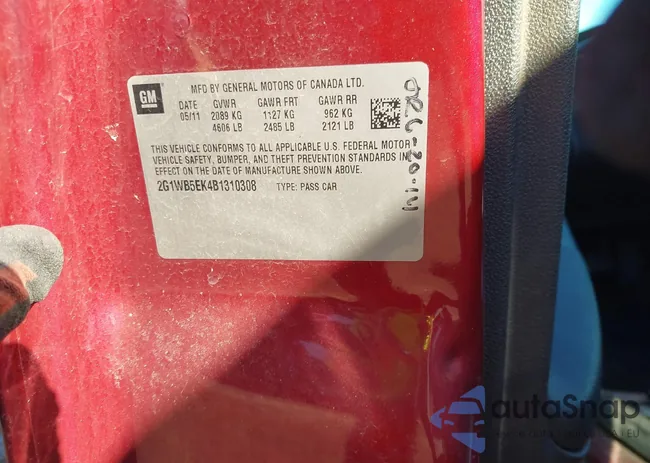 GM
MFD BY GENERAL MOTORS OF CANADA LTD.
DATE GVWR GAWR FRT GAWR RR
05/11 2089 KG 1127 KG 962 KG
4606 LB 2485 LB 2121 LB
THIS VEHICLE CONFORMS TO ALL APPLICABLE U.S. FEDERAL MOTOR
VEHICLE SAFETY, BUMPER, AND THEFT PREVENTION STANDARDS IN
EFFECT ON THE DATE OF MANUFACTURE SHOWN ABOVE.
2G1WB5EK4B1310308 TYPE: PASS CAR
autoSnap